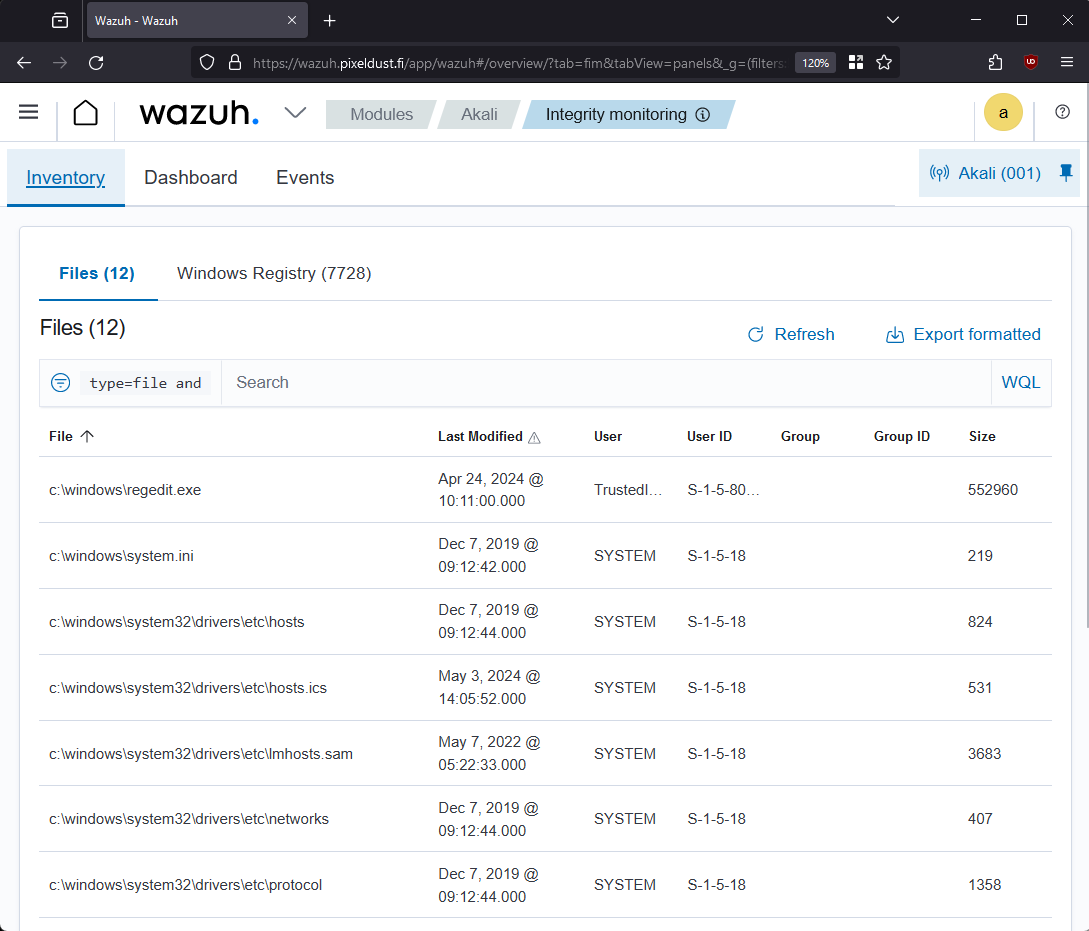 Wazuh - Wazuh
https://wazuh.pixeldust.fi/app/wazuh#/overview/?tab=fim&tabView=panels&_g=(filters: 120%
wazuh. Modules Akali Integrity monitoring a
Inventory Dashboard Events Akali (001)
Files (12) Windows Registry (7728)
Files (12) Refresh Export formatted
type=file and Search WQL
File Last Modified User User ID Group Group ID Size
c:\windows\regedit.exe Apr 24, 2024 @ 10:11:00.000 TrustedI... S-1-5-80... 552960
c:\windows\system.ini Dec 7, 2019 @ 09:12:42.000 SYSTEM S-1-5-18 219
c:\windows\system32\drivers\etc\hosts Dec 7, 2019 @ 09:12:44.000 SYSTEM S-1-5-18 824
c:\windows\system32\drivers\etc\hosts.ics May 3, 2024 @ 14:05:52.000 SYSTEM S-1-5-18 531
c:\windows\system32\drivers\etc\lmhosts.sam May 7, 2022 @ 05:22:33.000 SYSTEM S-1-5-18 3683
c:\windows\system32\drivers\etc\networks Dec 7, 2019 @ 09:12:44.000 SYSTEM S-1-5-18 407
c:\windows\system32\drivers\etc\protocol Dec 7, 2019 @ 09:12:44.000 SYSTEM S-1-5-18 1358